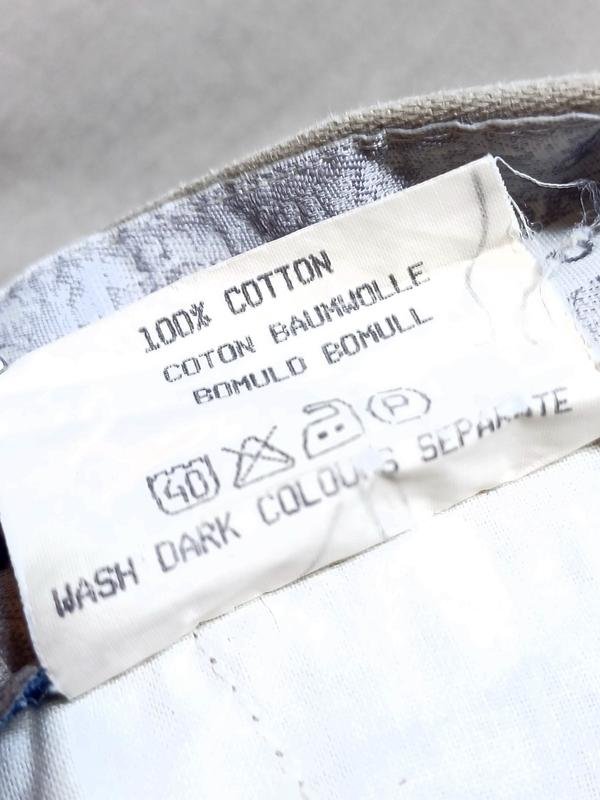 100% COTTON
COTON BAUMWOLLE
BOMULD BOMULL
40 P
WASH DARK COLOURS SEPARATE